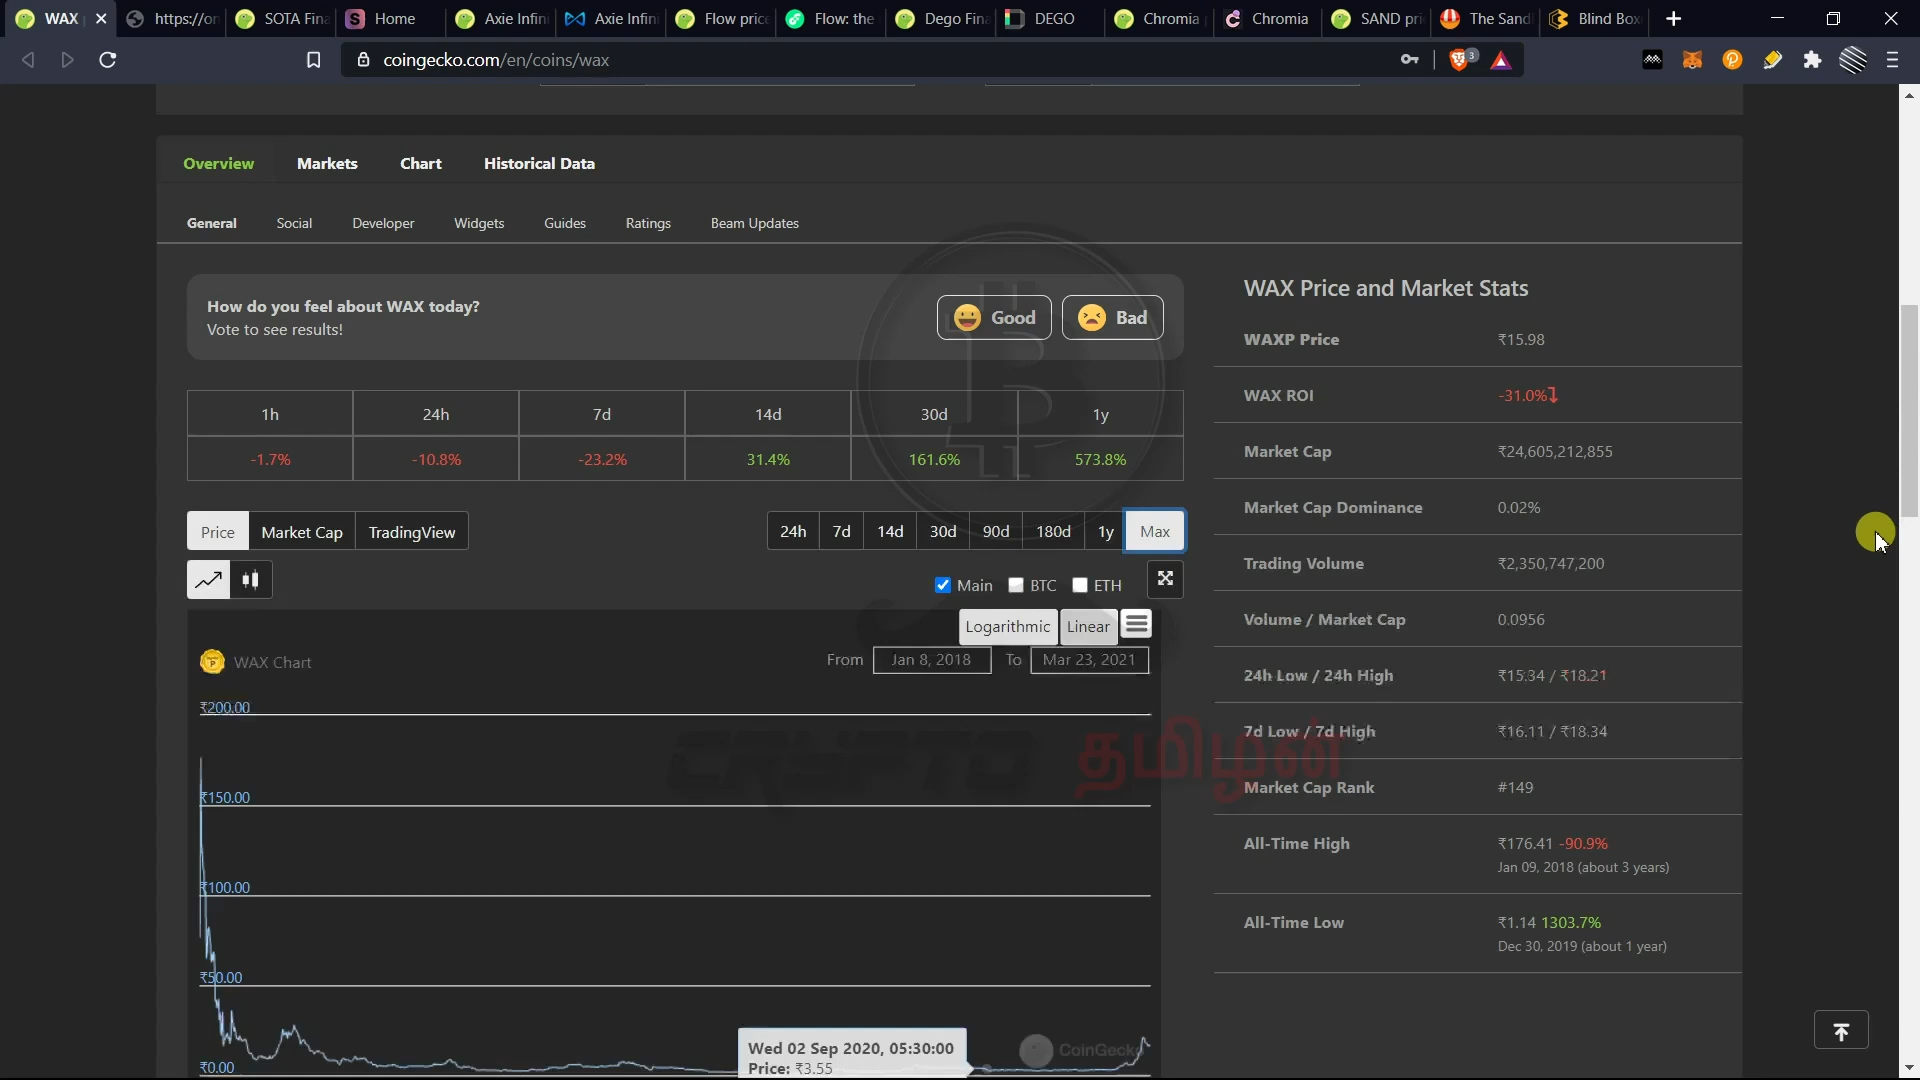 WAX
https://on
SOTA Fina
Home
Axie Infini
Axie Infini
Flow price
Flow: the
Dego Fina
DEGO
Chromia
Chromia
SAND pri
The Sand
Blind Box
coingecko.com/en/coins/wax
3
Overview
Markets
Chart
Historical Data
General
Social
Developer
Widgets
Guides
Ratings
Beam Updates
How do you feel about WAX today?
Vote to see results!
Good
Bad
1h 24h 7d 14d 30d 1y
-1.7% -10.8% -23.2% 31.4% 161.6% 573.8%
Price
Market Cap
TradingView
24h 7d 14d 30d 90d 180d 1y Max
Main BTC ETH
Logarithmic Linear
WAX Chart
From Jan 8, 2018 To Mar 23, 2021
₹200.00
₹150.00
₹100.00
₹50.00
₹0.00
Wed 02 Sep 2020, 05:30:00
Price: ₹3.55
CoinGecko
CRYPTO தமிழன்
WAX Price and Market Stats
WAXP Price ₹15.98
WAX ROI -31.0%
Market Cap ₹24,605,212,855
Market Cap Dominance 0.02%
Trading Volume ₹2,350,747,200
Volume / Market Cap 0.0956
24h Low / 24h High ₹15.34 / ₹18.21
7d Low / 7d High ₹16.11 / ₹18.34
Market Cap Rank #149
All-Time High ₹176.41 -90.9%
Jan 09, 2018 (about 3 years)
All-Time Low ₹1.14 1303.7%
Dec 30, 2019 (about 1 year)